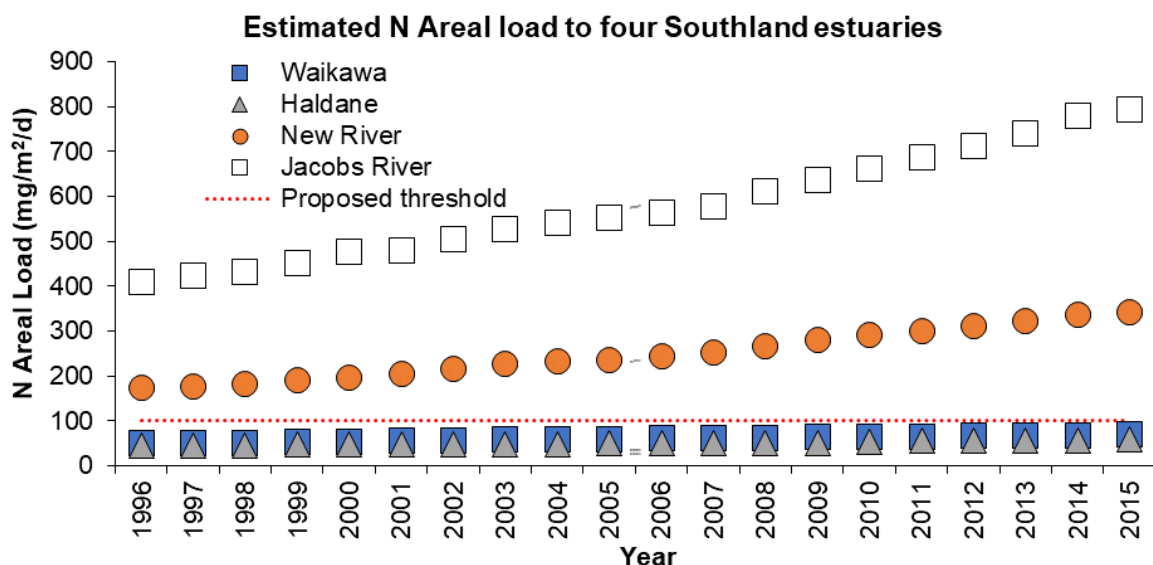 Estimated N Areal load to four Southland estuaries
N Areal Load (mg/m²/d)
900
800
700
600
500
400
300
200
100
0
Waikawa
Haldane
New River
Jacobs River
Proposed threshold
1996 1997 1998 1999 2000 2001 2002 2003 2004 2005 2006 2007 2008 2009 2010 2011 2012 2013 2014 2015
Year